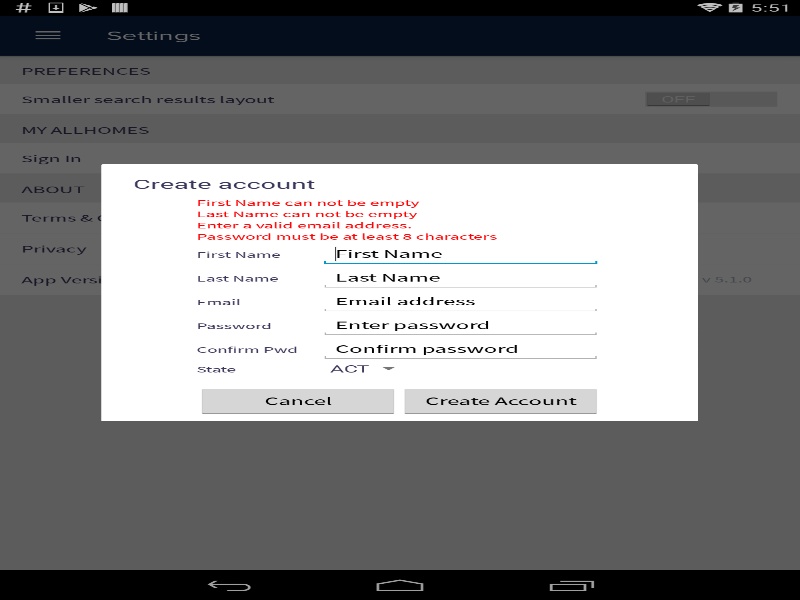 5:51
Settings
PREFERENCES
Smaller search results layout OFF
MY ALLHOMES
Sign In
ABOUT
Terms &
Privacy
App v 5.1.0
Create account
First Name can not be empty
Last Name can not be empty
Enter a valid email address.
Password must be at least 8 characters
First Name First Name
Last Name Last Name
Email Email address
Password Enter password
Confirm Pwd Confirm password
State ACT
Cancel Create Account